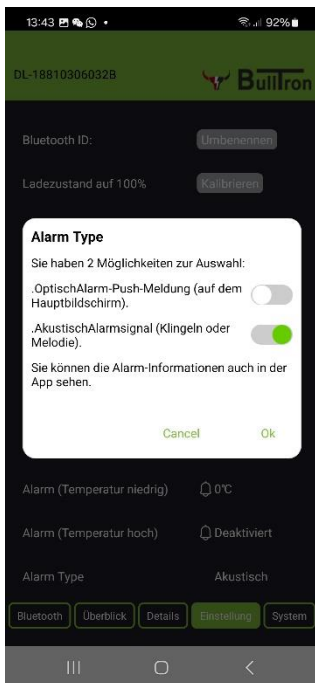 13:43 92%
DL-18810306032B BullTron
Bluetooth ID: Umbenennen
Ladezustand auf 100% Kalibrieren
Alarm Type
Sie haben 2 Möglichkeiten zur Auswahl:
.OptischAlarm-Push-Meldung (auf dem
Hauptbildschirm).
.AkustischAlarmsignal (Klingeln oder
Melodie).
Sie können die Alarm-Informationen auch in der
App sehen.
Cancel Ok
Alarm (Temperatur niedrig) 0℃
Alarm (Temperatur hoch) Deaktiviert
Alarm Type Akustisch
Bluetooth Überblick Details Einstellung System